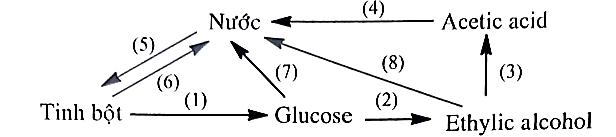 Nước (4) Acetic acid
(5) (6) (7) (8) (3)
Tinh bột (1) Glucose (2) Ethylic alcohol